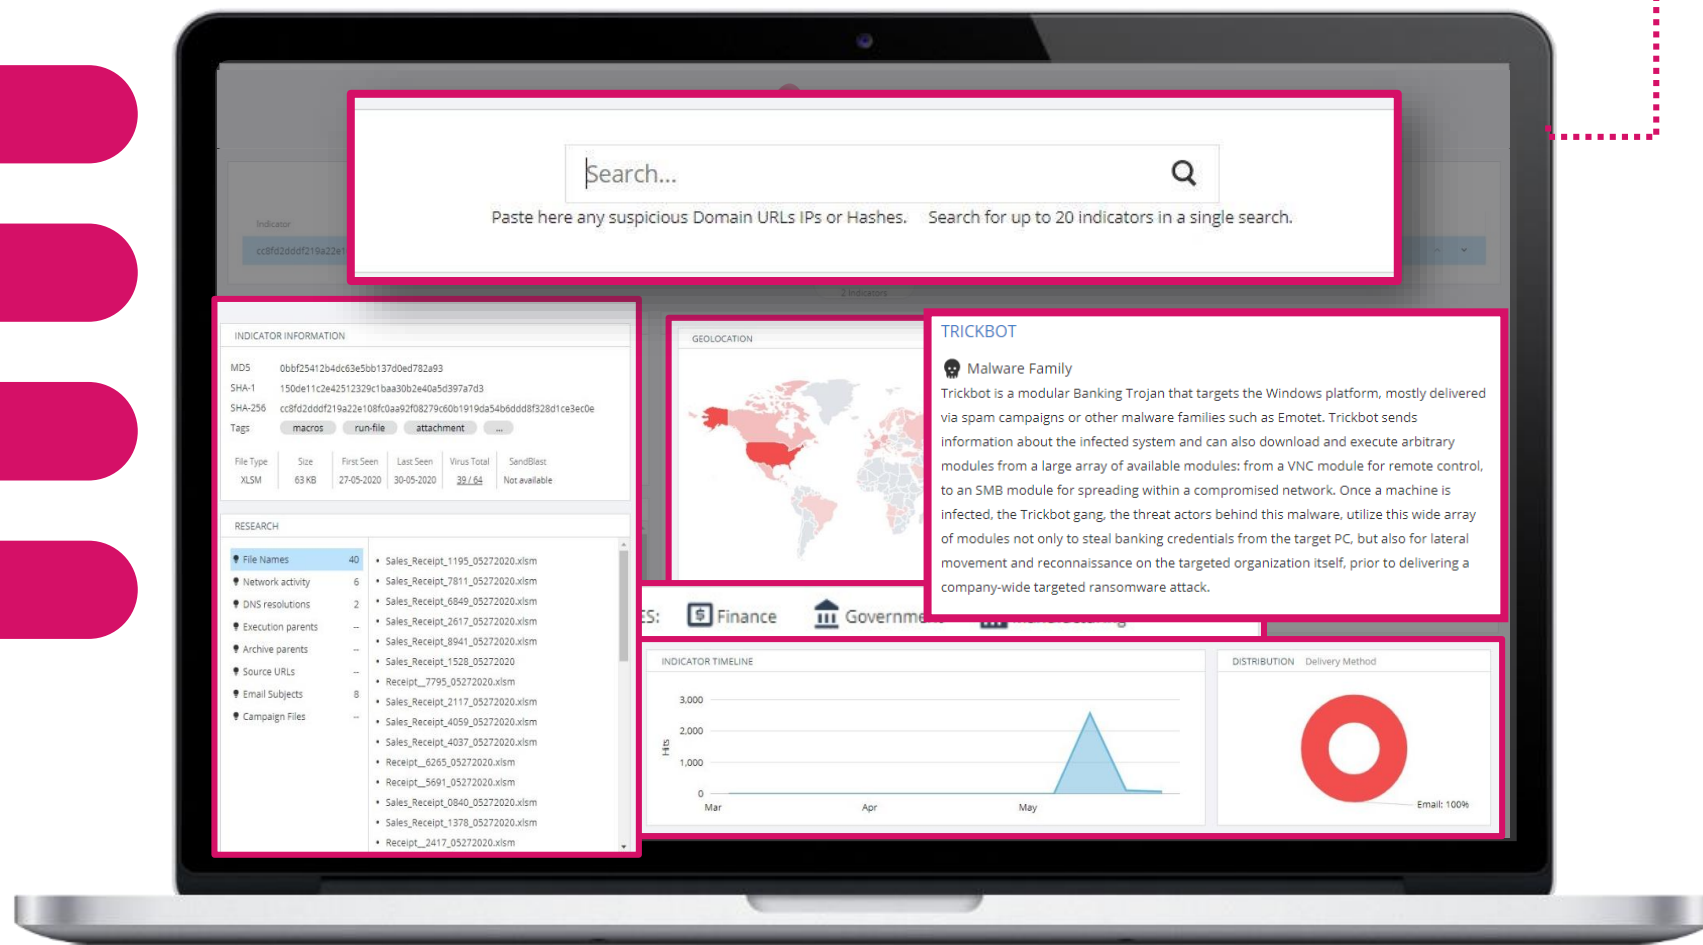 Search...
Paste here any suspicious Domain URLs IPs or Hashes. Search for up to 20 indicators in a single search.
Indicator
cc8fd2dddf219a22e1
2 indicators
INDICATOR INFORMATION
MD5 0bbf25412b4dc63e5bb137d0ed782a93
SHA-1 150de11c2e42512329c1baa30b2e40a5d397a7d3
SHA-256 cc8fd2dddf219a22e108fc0aa92f08279c60b1919da54b6ddd8f328d1ce3ec0e
Tags macros run-file attachment ...
File Type Size First Seen Last Seen Virus Total SandBlast
XLSM 63 KB 27-05-2020 30-05-2020 39 / 64 Not available
RESEARCH
File Names 40
Network activity 6
DNS resolutions 2
Execution parents --
Archive parents --
Source URLs --
Email Subjects 8
Campaign Files --
• Sales_Receipt_1195_05272020.xlsm
• Sales_Receipt_7811_05272020.xlsm
• Sales_Receipt_6849_05272020.xlsm
• Sales_Receipt_2617_05272020.xlsm
• Sales_Receipt_8941_05272020.xlsm
• Sales_Receipt_1528_05272020
• Receipt__7795_05272020.xlsm
• Sales_Receipt_2117_05272020.xlsm
• Sales_Receipt_4059_05272020.xlsm
• Sales_Receipt_4037_05272020.xlsm
• Receipt__6265_05272020.xlsm
• Receipt__5691_05272020.xlsm
• Sales_Receipt_0840_05272020.xlsm
• Sales_Receipt_1378_05272020.xlsm
• Receipt__2417_05272020.xlsm
GEOLOCATION
TRICKBOT
Malware Family
Trickbot is a modular Banking Trojan that targets the Windows platform, mostly delivered
via spam campaigns or other malware families such as Emotet. Trickbot sends
information about the infected system and can also download and execute arbitrary
modules from a large array of available modules: from a VNC module for remote control,
to an SMB module for spreading within a compromised network. Once a machine is
infected, the Trickbot gang, the threat actors behind this malware, utilize this wide array
of modules not only to steal banking credentials from the target PC, but also for lateral
movement and reconnaissance on the targeted organization itself, prior to delivering a
company-wide targeted ransomware attack.
ES: Finance Governme
INDICATOR TIMELINE
3,000
2,000
1,000
0
Hits
Mar Apr May
DISTRIBUTION Delivery Method
Email: 100%